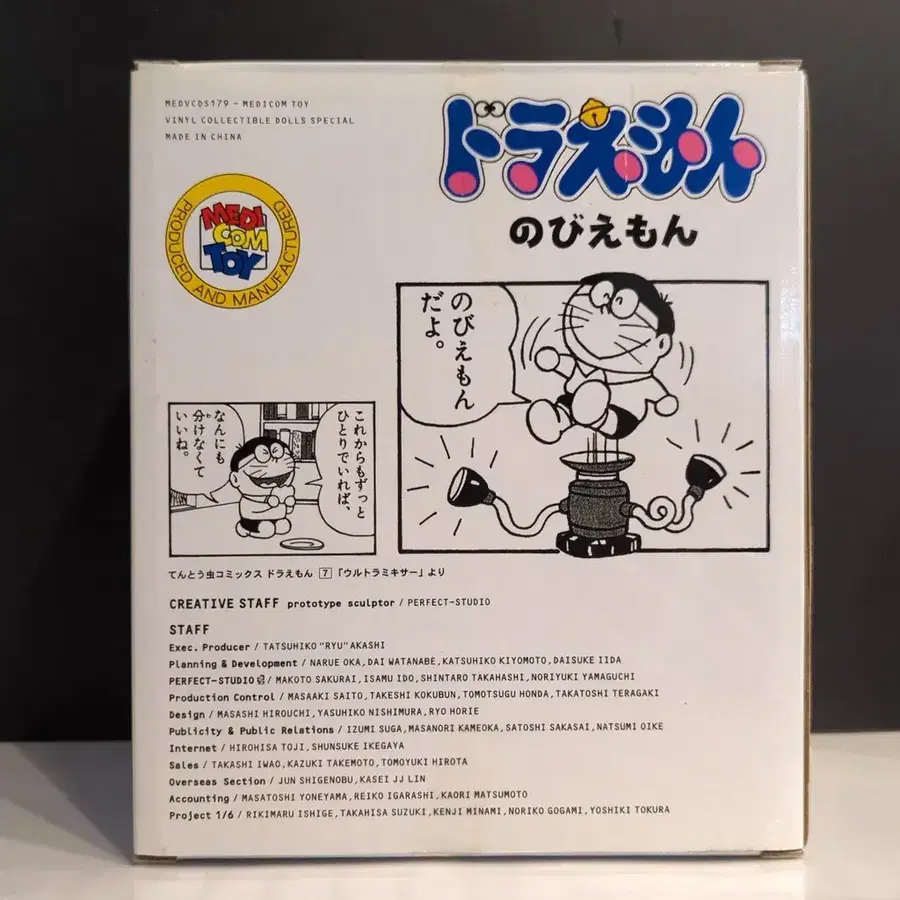 MEDVCDS179 - MEDICOM TOY
VINYL COLLECTIBLE DOLLS SPECIAL
MADE IN CHINA
ドラえもん
のびえもん
PRODUCED AND MANUFACTURED
MEDI
COM
TOY
のびえもん
だよ。
これからもずっと
ひとりでいれば、
なんにも
分けなくて
わ
いいね。
てんとう虫コミックス ドラえもん 7 「ウルトラミキサー」より
CREATIVE STAFF prototype sculptor / PERFECT-STUDIO
STAFF
Exec. Producer / TATSUHIKO "RYU" AKASHI
Planning & Development / NARUE OKA,DAI WATANABE,KATSUHIKO KIYOMOTO,DAISUKE IIDA
PERFECT-STUDIO / MAKOTO SAKURAI,ISAMU IDO,SHINTARO TAKAHASHI,NORIYUKI YAMAGUCHI
Production Control / MASAAKI SAITO,TAKESHI KOKUBUN,TOMOTSUGU HONDA,TAKATOSHI TERAGAKI
Design / MASASHI HIROUCHI,YASUHIKO NISHIMURA,RYO HORIE
Publicity & Public Relations / IZUMI SUGA,MASANORI KAMEOKA,SATOSHI SAKASAI,NATSUMI OIKE
Internet / HIROHISA TOJI,SHUNSUKE IKEGAYA
Sales / TAKASHI IWAO,KAZUKI TAKEMOTO,TOMOYUKI HIROTA
Overseas Section / JUN SHIGENOBU,KASEI JJ LIN
Accounting / MASATOSHI YONEYAMA,REIKO IGARASHI,KAORI MATSUMOTO
Project 1/6 / RIKIMARU ISHIGE,TAKAHISA SUZUKI,KENJI MINAMI,NORIKO GOGAMI,YOSHIKI TOKURA